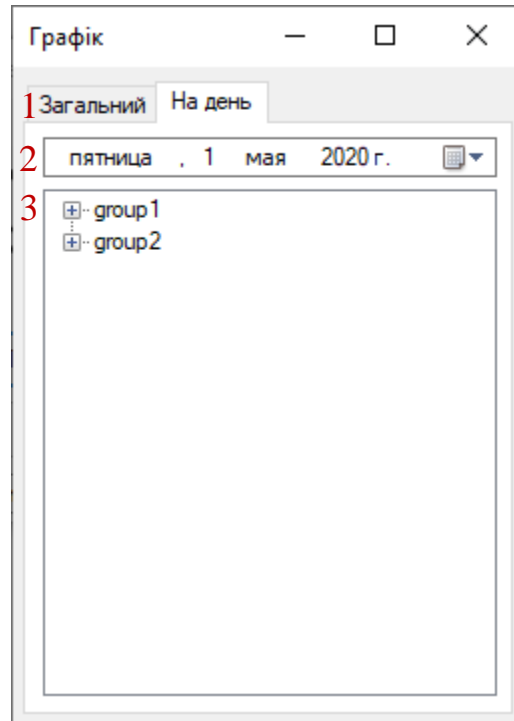 Графік
1 Загальний На день
2 пятница , 1 мая 2020 г.
3 group1
group2